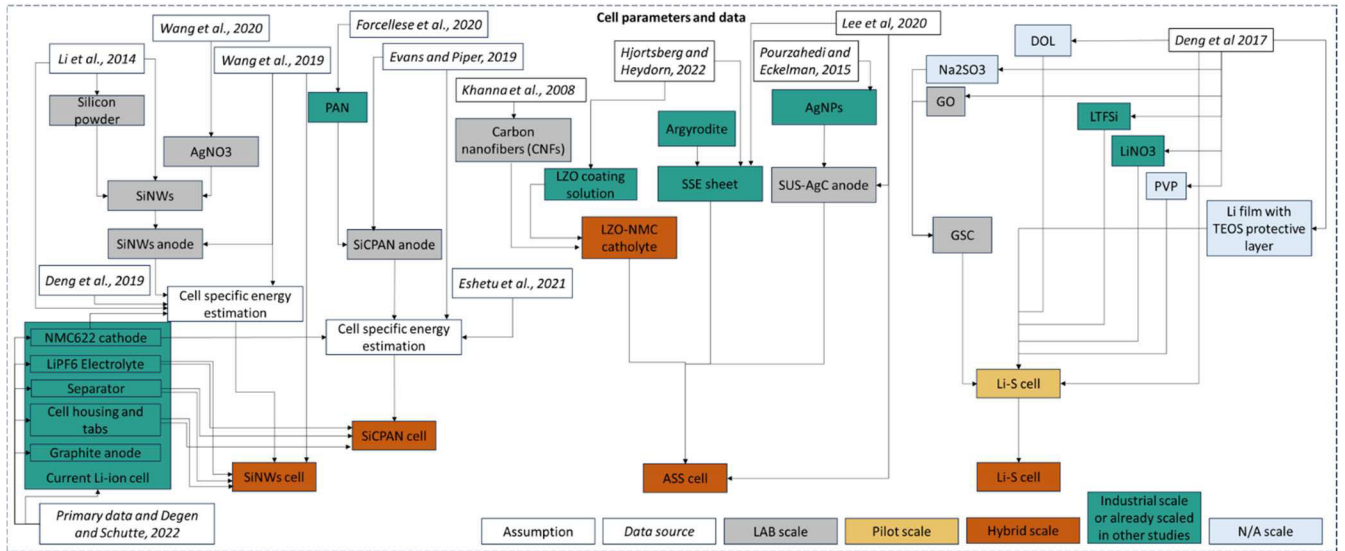 Cell parameters and data
Wang et al., 2020
Forcellese et al., 2020
Lee et al, 2020
Li et al., 2014
Wang et al., 2019
Evans and Piper, 2019
Hjortsberg and
Heydorn, 2022
Pourzahedi and
Eckelman, 2015
DOL
Deng et al 2017
Na2SO3
Khanna et al., 2008
Silicon
powder
PAN
GO
AgNPs
LTFSi
AgNO3
Carbon
nanofibers (CNFs)
Argyrodite
LiNO3
SiNWs
LZO coating
solution
SSE sheet
SUS-AgC anode
PVP
Li film with
TEOS protective
layer
SiNWs anode
SiCPAN anode
LZO-NMC
catholyte
GSC
Deng et al., 2019
Cell specific energy
estimation
Eshetu et al., 2021
Cell specific energy
estimation
NMC622 cathode
LiPF6 Electrolyte
Separator
Cell housing and
tabs
Graphite anode
Current Li-ion cell
Li-S cell
SiCPAN cell
SiNWs cell
ASS cell
Li-S cell
Primary data and Degen
and Schutte, 2022
Assumption
Data source
LAB scale
Pilot scale
Hybrid scale
Industrial scale
or already scaled
in other studies
N/A scale